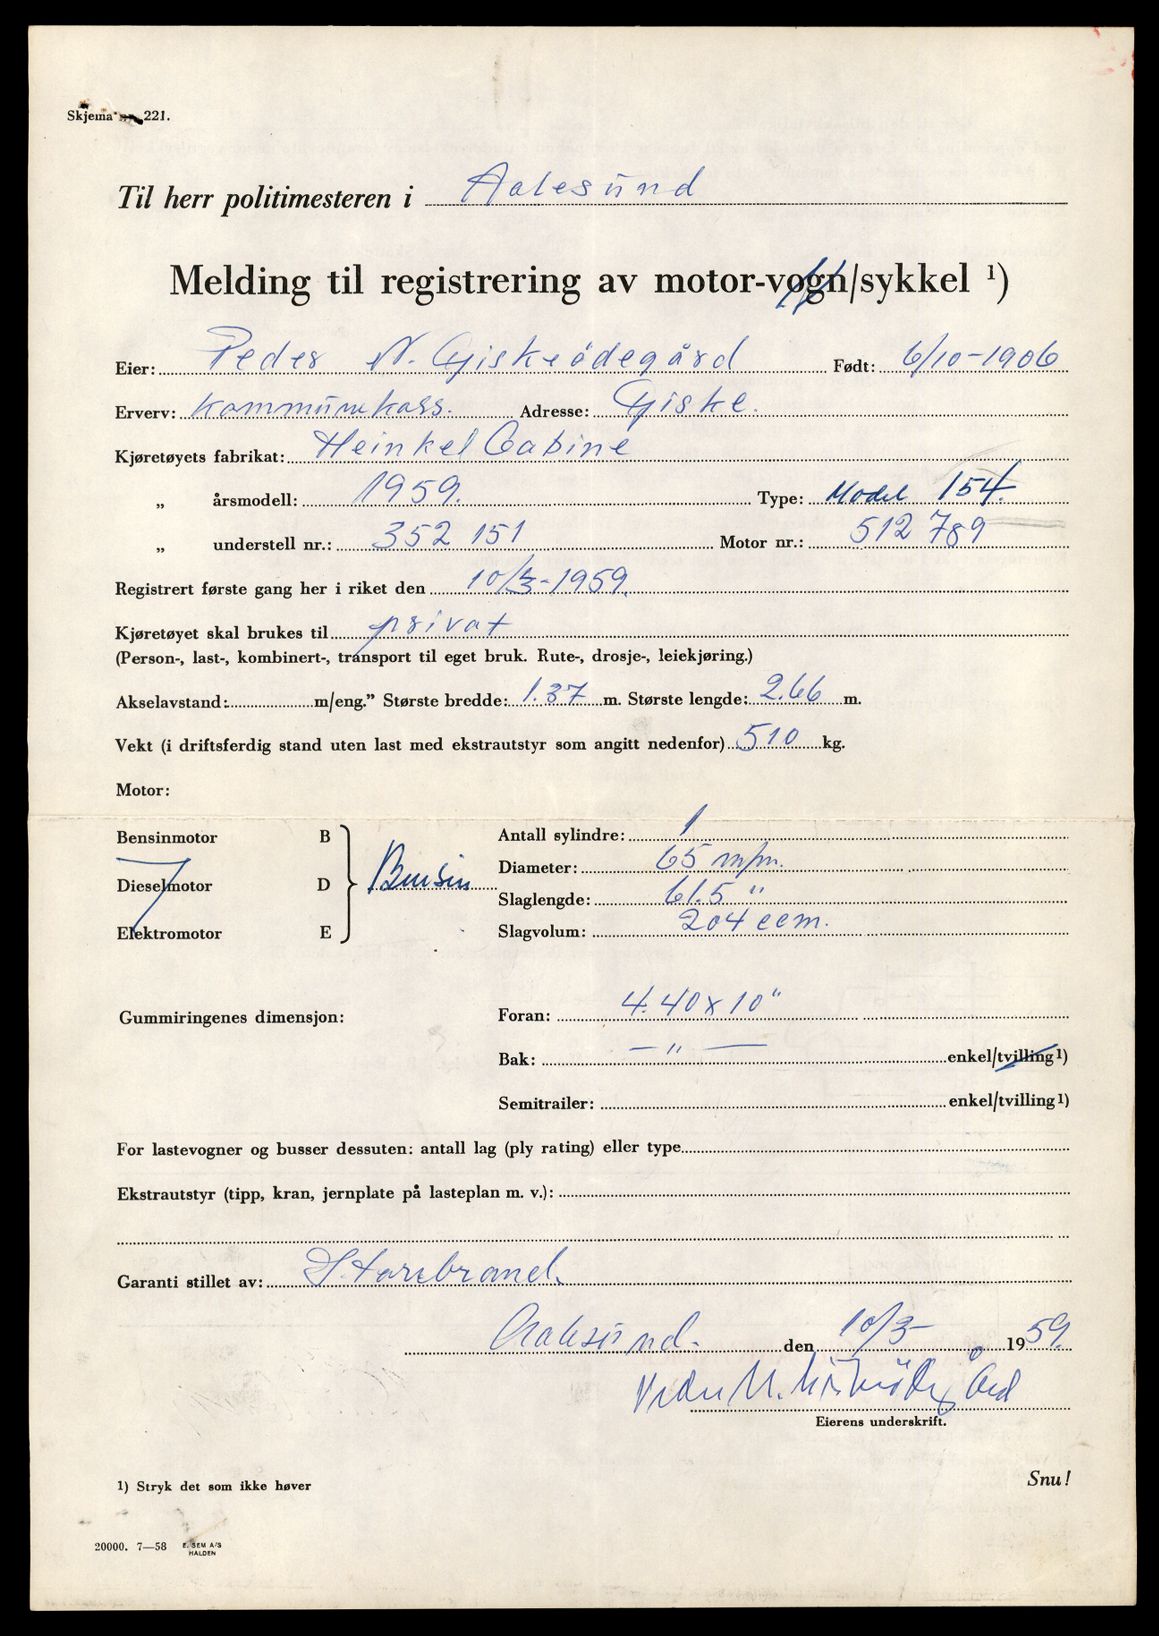 Skjema nr. 221.
Til herr politimesteren i Aalesund
Melding til registrering av motor-vogn/sykkel ¹)
Eier: Peder N. Giskeödegård Født: 6/10-1906
Erverv: Kommunekass. Adresse: Giske.
Kjøretøyets fabrikat: Heinkel Cabine
„ årsmodell: 1959. Type: Model 154.
„ understell nr.: 352 151 Motor nr.: 512 789
Registrert første gang her i riket den 10/3-1959.
Kjøretøyet skal brukes til privat
(Person-, last-, kombinert-, transport til eget bruk. Rute-, drosje-, leiekjøring.)
Akselavstand: m/eng.” Største bredde: 1.37 m. Største lengde: 2.66 m.
Vekt (i driftsferdig stand uten last med ekstrautstyr som angitt nedenfor) 510 kg.
Motor:
Bensinmotor B Antall sylindre: 1
Diameter: 65 m/m.
Dieselmotor D Bensin
Slaglengde: 61.5 "
Elektromotor E Slagvolum: 204 ccm.
Gummiringenes dimensjon: Foran: 4.40 x 10"
Bak: — " — enkel/tvilling ¹)
Semitrailer: enkel/tvilling ¹)
For lastevogner og busser dessuten: antall lag (ply rating) eller type
Ekstrautstyr (tipp, kran, jernplate på lasteplan m. v.):
Garanti stillet av: Storebrand.
Aalesund. den 10/3- 1959.
Peder N. Giskeödegård
Eierens underskrift.
1) Stryk det som ikke høver
Snu!
20000. 7—58 E. SEM A/S
HALDEN